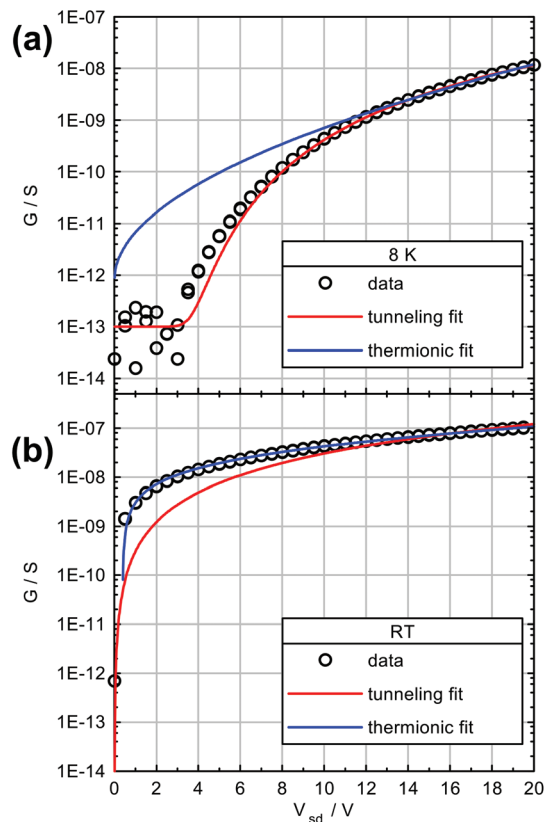 (a)
1E-07
1E-08
1E-09
1E-10
1E-11
1E-12
1E-13
1E-14
G / S
8 K
data
tunneling fit
thermionic fit
(b)
1E-07
1E-08
1E-09
1E-10
1E-11
1E-12
1E-13
1E-14
G / S
RT
data
tunneling fit
thermionic fit
0 2 4 6 8 10 12 14 16 18 20
V_sd / V